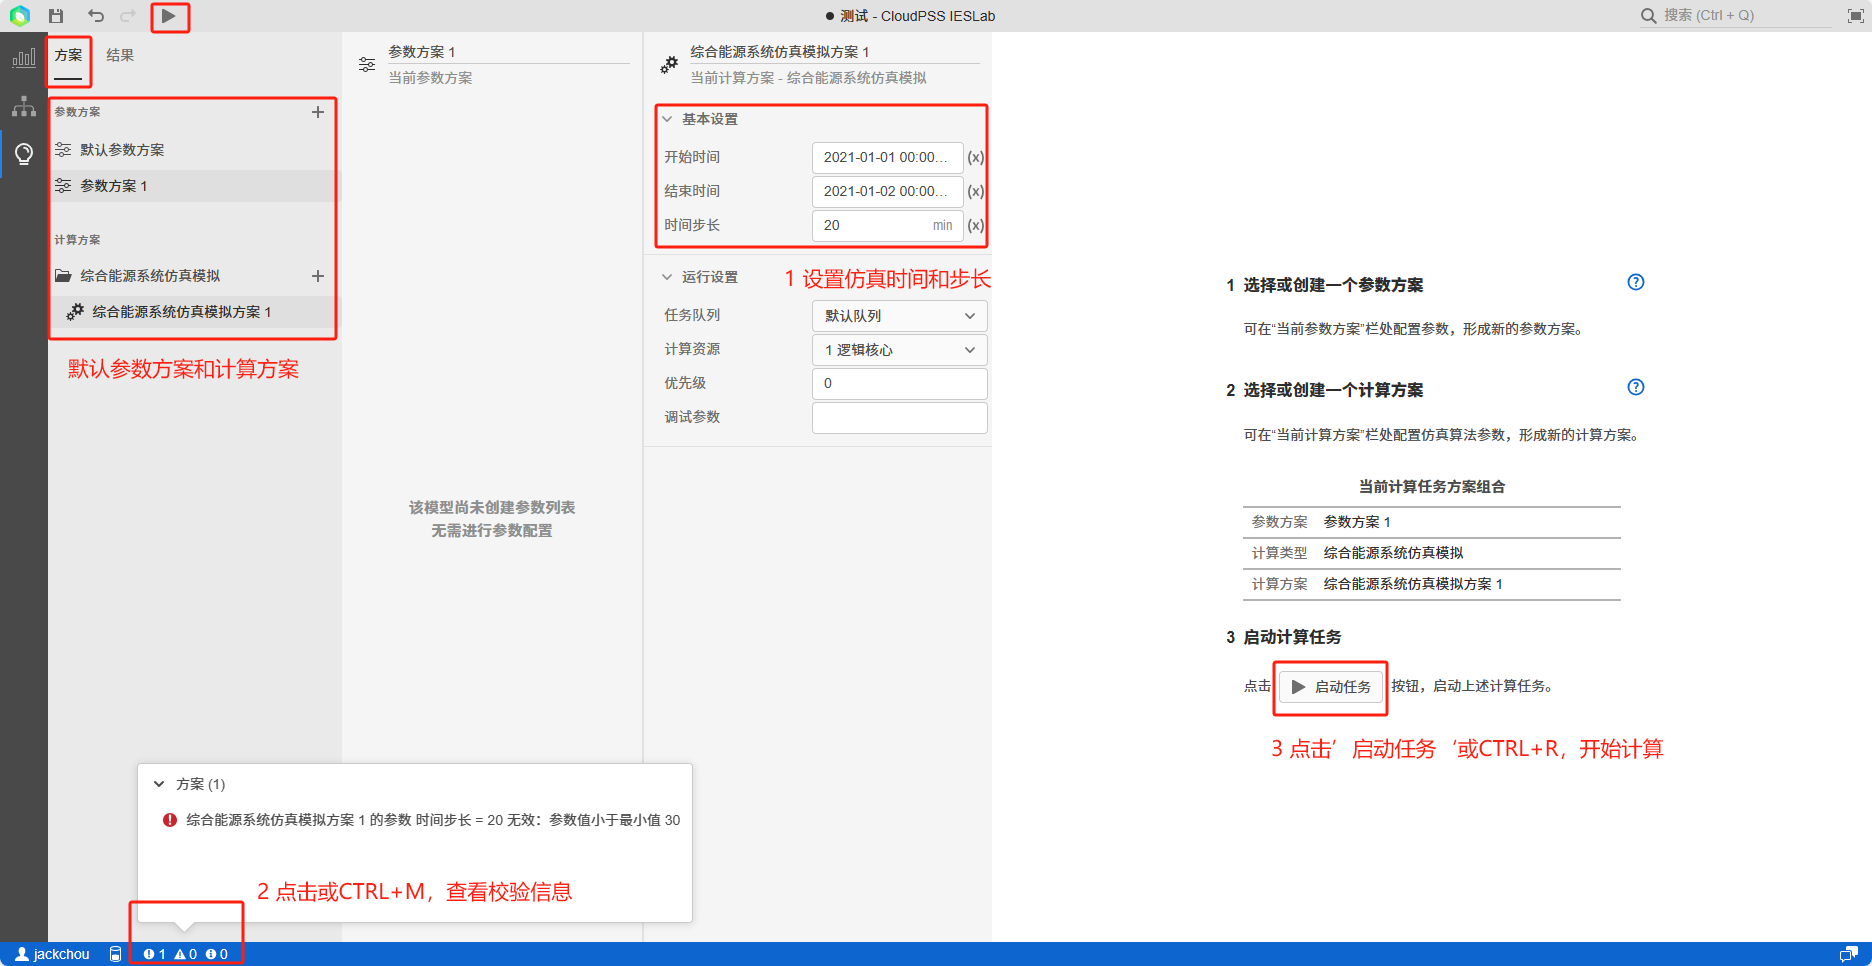 ● 测试 - CloudPSS IESLab
搜索 (Ctrl + Q)
方案
结果
参数方案
默认参数方案
参数方案 1
计算方案
综合能源系统仿真模拟
综合能源系统仿真模拟方案 1
默认参数方案和计算方案
参数方案 1
当前参数方案
该模型尚未创建参数列表
无需进行参数配置
综合能源系统仿真模拟方案 1
当前计算方案 - 综合能源系统仿真模拟
基本设置
开始时间 2021-01-01 00:00... (x)
结束时间 2021-01-02 00:00... (x)
时间步长 20 min (x)
运行设置
1 设置仿真时间和步长
任务队列 默认队列
计算资源 1 逻辑核心
优先级 0
调试参数
1 选择或创建一个参数方案
可在“当前参数方案”栏处配置参数，形成新的参数方案。
2 选择或创建一个计算方案
可在“当前计算方案”栏处配置仿真算法参数，形成新的计算方案。
当前计算任务方案组合
参数方案 参数方案 1
计算类型 综合能源系统仿真模拟
计算方案 综合能源系统仿真模拟方案 1
3 启动计算任务
点击 启动任务 按钮，启动上述计算任务。
3 点击’启动任务‘或CTRL+R，开始计算
方案 (1)
综合能源系统仿真模拟方案 1 的参数 时间步长 = 20 无效：参数值小于最小值 30
2 点击或CTRL+M，查看校验信息
jackchou
1 0 0